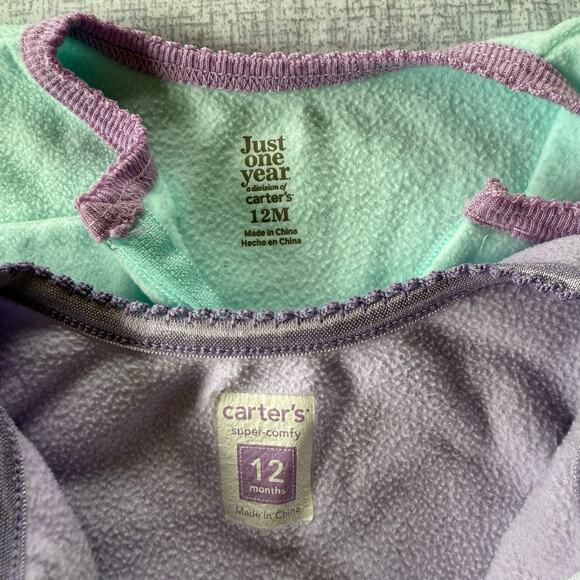 Just
one
year
a division of
carter's
12M
Made in China
Hecho en China
carter's
super-comfy
12
months
Made in China